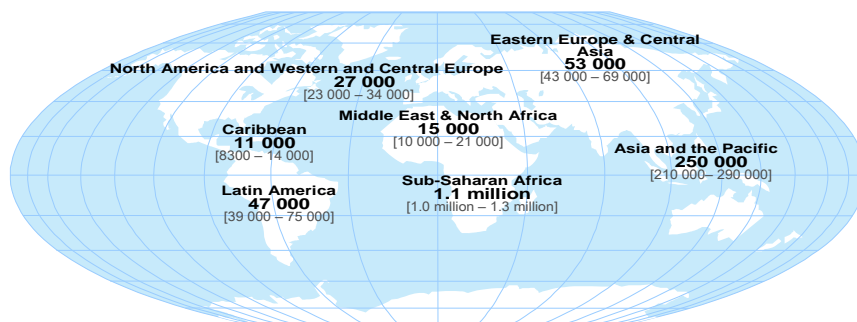 Eastern Europe & Central
Asia
53 000
[43 000 – 69 000]
North America and Western and Central Europe
27 000
[23 000 – 34 000]
Middle East & North Africa
15 000
[10 000 – 21 000]
Caribbean
11 000
[8300 – 14 000]
Asia and the Pacific
250 000
[210 000– 290 000]
Sub-Saharan Africa
1.1 million
[1.0 million – 1.3 million]
Latin America
47 000
[39 000 – 75 000]